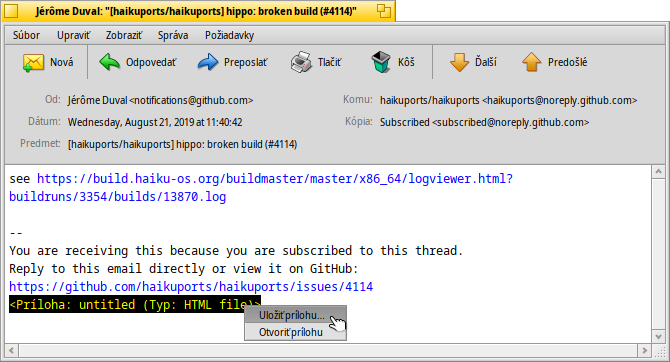 Jérôme Duval: "[haikuports/haikuports] hippo: broken build (#4114)"
Súbor Upraviť Zobraziť Správa Požiadavky
Nová Odpovedať Preposlať Tlačiť Kôš Ďalší Predošlé
Od: Jérôme Duval <notifications@github.com> Komu: haikuports/haikuports <haikuports@noreply.github.com>
Dátum: Wednesday, August 21, 2019 at 11:40:42 Kópia: Subscribed <subscribed@noreply.github.com>
Predmet: [haikuports/haikuports] hippo: broken build (#4114)
see https://build.haiku-os.org/buildmaster/master/x86_64/logviewer.html?
buildruns/3354/builds/13870.log
--
You are receiving this because you are subscribed to this thread.
Reply to this email directly or view it on GitHub:
https://github.com/haikuports/haikuports/issues/4114
<Príloha: untitled (Typ: HTML file)>
Uložiť prílohu...
Otvoriť prílohu